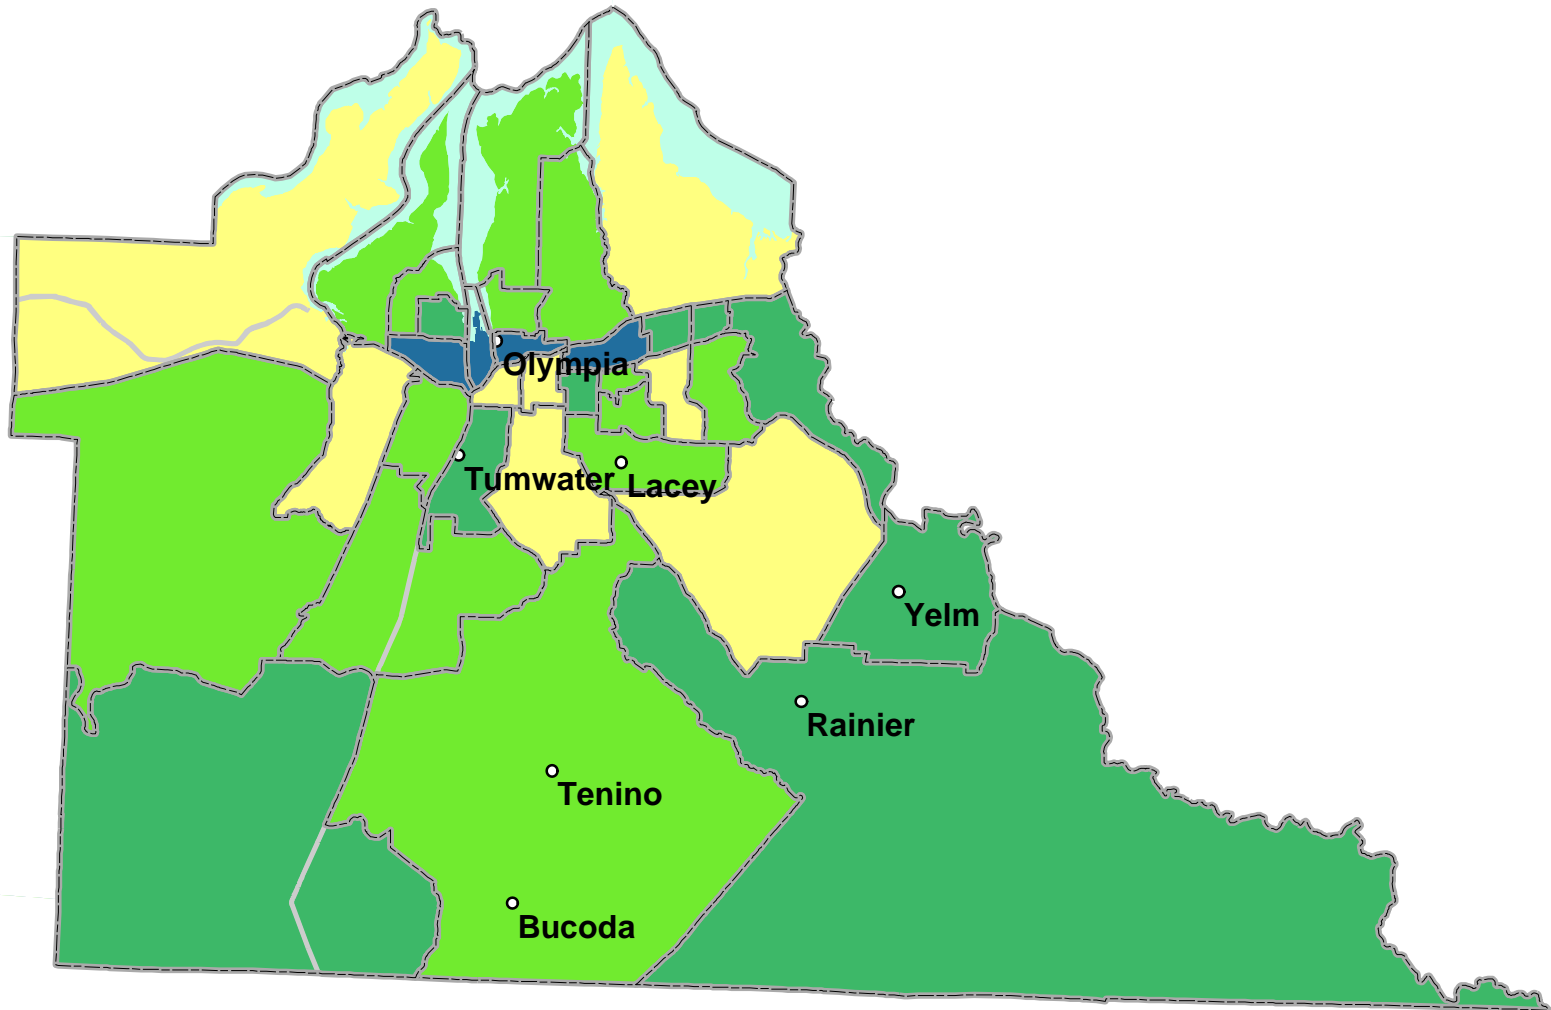 Olympia
Tumwater
Lacey
Yelm
Rainier
Tenino
Bucoda